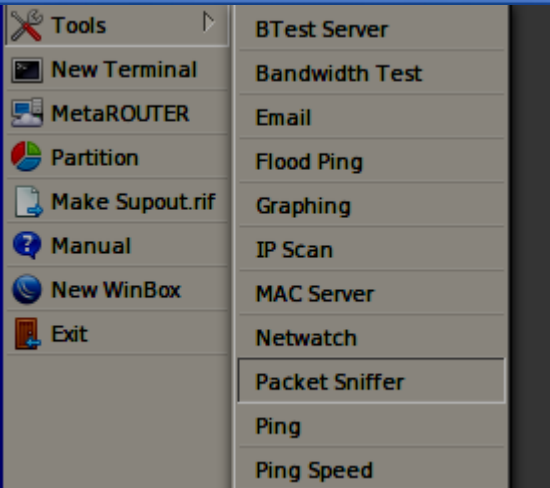 Tools
New Terminal
MetaROUTER
Partition
Make Supout.rif
Manual
New WinBox
Exit
BTest Server
Bandwidth Test
Email
Flood Ping
Graphing
IP Scan
MAC Server
Netwatch
Packet Sniffer
Ping
Ping Speed